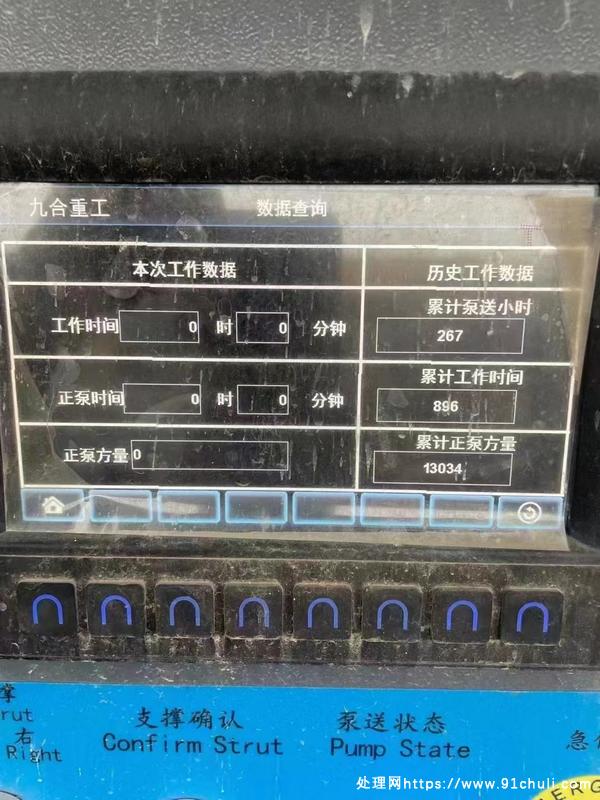 九合重工 数据查询
本次工作数据 历史工作数据
累计泵送小时
工作时间 0 时 0 分钟 267
累计工作时间
正泵时间 0 时 0 分钟 896
累计正泵方量
正泵方量 0 13034
撑
rut 支撑确认 泵送状态
右 Confirm Strut Pump State 急
Right
处理网https://www.91chuli.com
ERG